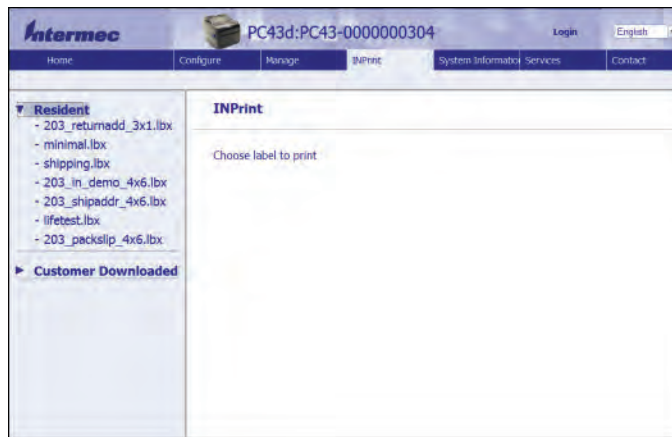 Intermec
PC43d:PC43-0000000304
Login
English
Home
Configure
Manage
INPrint
System Informatio
Services
Contact
Resident
- 203_returnadd_3x1.lbx
- minimal.lbx
- shipping.lbx
- 203_in_demo_4x6.lbx
- 203_shipaddr_4x6.lbx
- lifetest.lbx
- 203_packslip_4x6.lbx
Customer Downloaded
INPrint
Choose label to print